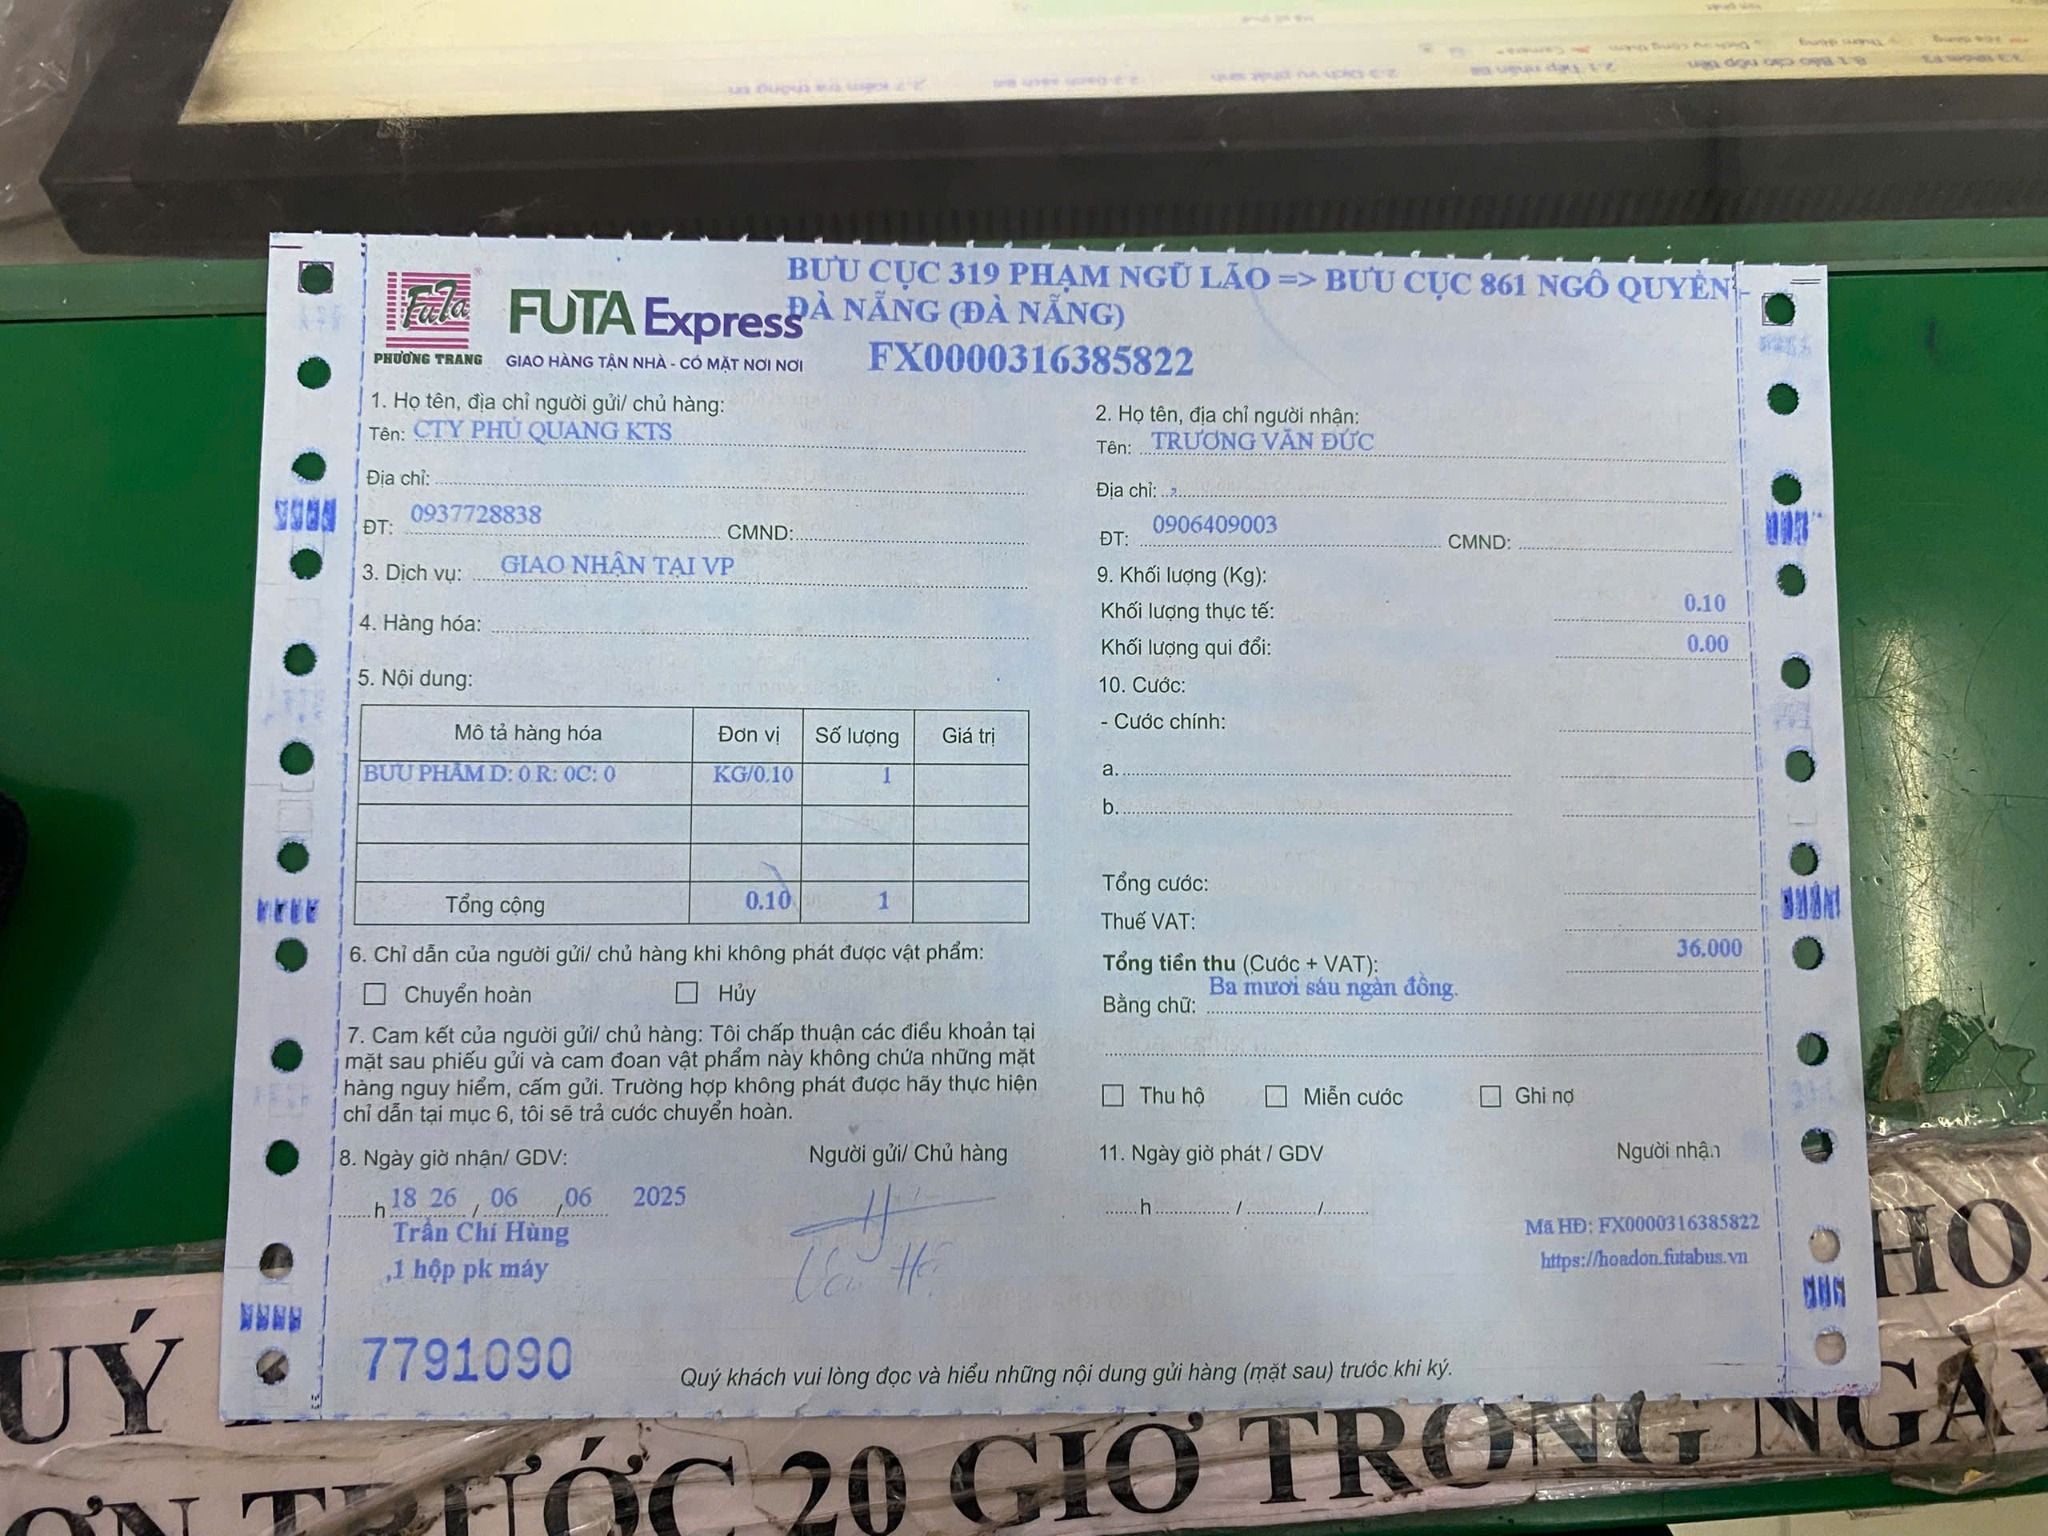 BƯU CỤC 319 PHẠM NGŨ LÃO => BƯU CỤC 861 NGÔ QUYỀN -
ĐÀ NẴNG (ĐÀ NẴNG)
FX0000316385822
FuTa
PHƯƠNG TRANG
FUTA Express
GIAO HÀNG TẬN NHÀ - CÓ MẶT NƠI NƠI
1. Họ tên, địa chỉ người gửi/ chủ hàng:
Tên: CTY PHÚ QUANG KTS
Địa chỉ:
ĐT: 0937728838 CMND:
3. Dịch vụ: GIAO NHẬN TẠI VP
4. Hàng hóa:
5. Nội dung:
Mô tả hàng hóa Đơn vị Số lượng Giá trị
BƯU PHẨM D: 0 R: 0C: 0 KG/0.10 1
Tổng cộng 0.10 1
6. Chỉ dẫn của người gửi/ chủ hàng khi không phát được vật phẩm:
Chuyển hoàn Hủy
7. Cam kết của người gửi/ chủ hàng: Tôi chấp thuận các điều khoản tại
mặt sau phiếu gửi và cam đoan vật phẩm này không chứa những mặt
hàng nguy hiểm, cấm gửi. Trường hợp không phát được hãy thực hiện
chỉ dẫn tại mục 6, tôi sẽ trả cước chuyển hoàn.
8. Ngày giờ nhận/ GDV: Người gửi/ Chủ hàng
h 18 26 / 06 / 06 2025
Trần Chí Hùng
,1 hộp pk máy
7791090
2. Họ tên, địa chỉ người nhận:
Tên: TRƯƠNG VĂN ĐỨC
Địa chỉ: ,
ĐT: 0906409003 CMND:
9. Khối lượng (Kg):
Khối lượng thực tế: 0.10
Khối lượng qui đổi: 0.00
10. Cước:
- Cước chính:
a.
b.
Tổng cước:
Thuế VAT:
Tổng tiền thu (Cước + VAT): 36.000
Bằng chữ: Ba mươi sáu ngàn đồng.
Thu hộ Miễn cước Ghi nợ
11. Ngày giờ phát / GDV Người nhận
h / /
Mã HĐ: FX0000316385822
https://hoadon.futabus.vn
Quý khách vui lòng đọc và hiểu những nội dung gửi hàng (mặt sau) trước khi ký.
TRƯỚC 20 GIỜ TRONG NGÀY